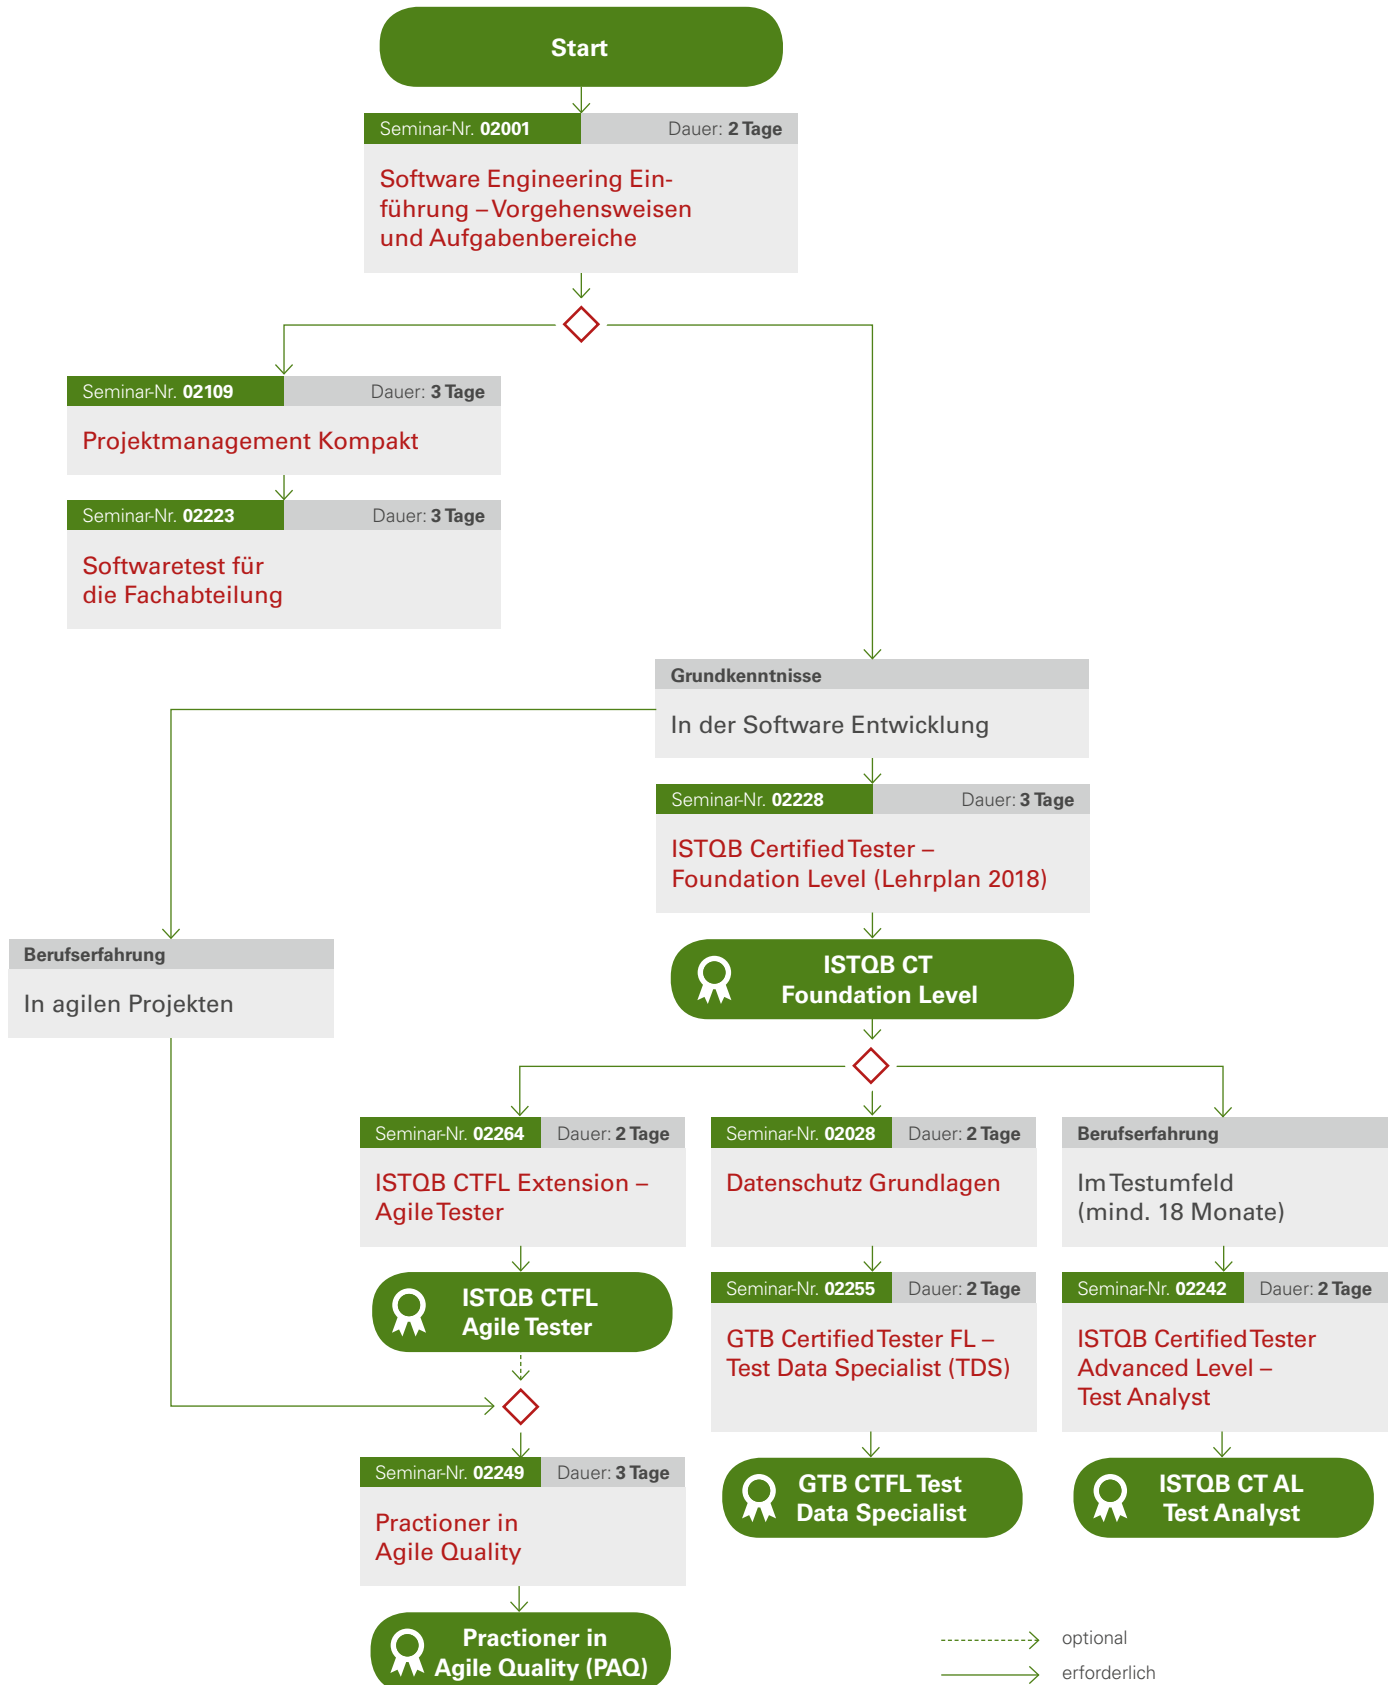 Start
Seminar-Nr. 02001 Dauer: 2 Tage
Software Engineering Ein-
führung – Vorgehensweisen
und Aufgabenbereiche
Seminar-Nr. 02109 Dauer: 3 Tage
Projektmanagement Kompakt
Seminar-Nr. 02223 Dauer: 3 Tage
Softwaretest für
die Fachabteilung
Grundkenntnisse
In der Software Entwicklung
Seminar-Nr. 02228 Dauer: 3 Tage
ISTQB Certified Tester –
Foundation Level (Lehrplan 2018)
ISTQB CT
Foundation Level
Berufserfahrung
In agilen Projekten
Seminar-Nr. 02264 Dauer: 2 Tage
ISTQB CTFL Extension –
Agile Tester
ISTQB CTFL
Agile Tester
Seminar-Nr. 02249 Dauer: 3 Tage
Practioner in
Agile Quality
Practioner in
Agile Quality (PAQ)
Seminar-Nr. 02028 Dauer: 2 Tage
Datenschutz Grundlagen
Seminar-Nr. 02255 Dauer: 2 Tage
GTB Certified Tester FL –
Test Data Specialist (TDS)
GTB CTFL Test
Data Specialist
Berufserfahrung
Im Testumfeld
(mind. 18 Monate)
Seminar-Nr. 02242 Dauer: 2 Tage
ISTQB Certified Tester
Advanced Level –
Test Analyst
ISTQB CT AL
Test Analyst
optional
erforderlich